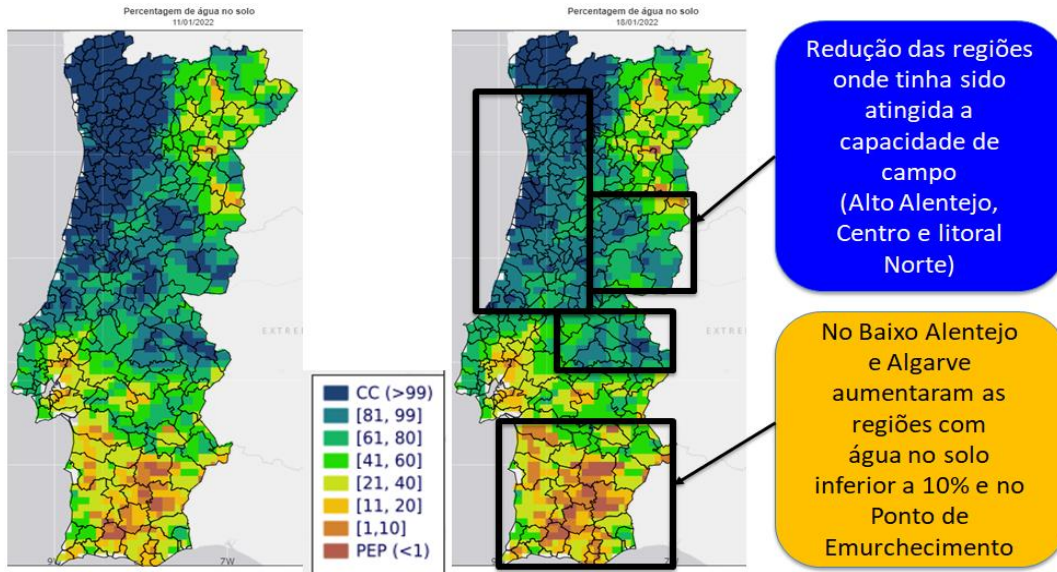 Percentagem de água no solo
11/01/2022
9W
7W
EXTREM
CC (>99)
[81, 99]
[61, 80]
[41, 60]
[21, 40]
[11, 20]
[1,10]
PEP (<1)
Percentagem de água no solo
18/01/2022
7W
EXTREM
Redução das regiões
onde tinha sido
atingida a
capacidade de
campo
(Alto Alentejo,
Centro e litoral
Norte)
No Baixo Alentejo
e Algarve
aumentaram as
regiões com
água no solo
inferior a 10% e no
Ponto de
Emurchecimento